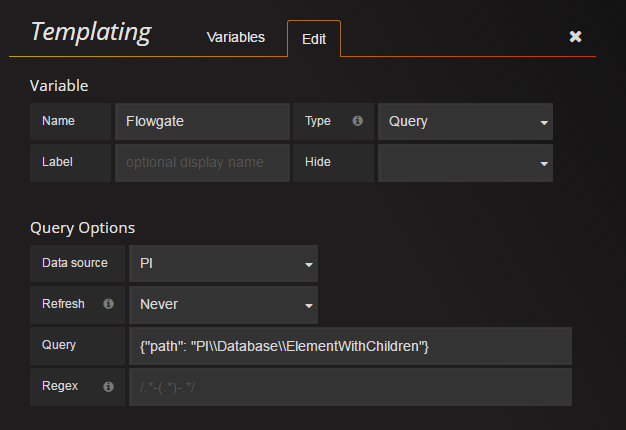 Templating Variables Edit
Variable
Name Flowgate Type Query
Label optional display name Hide
Query Options
Data source PI
Refresh Never
Query {"path": "PI\\Database\\ElementWithChildren"}
Regex /.*-(.*)-.*/